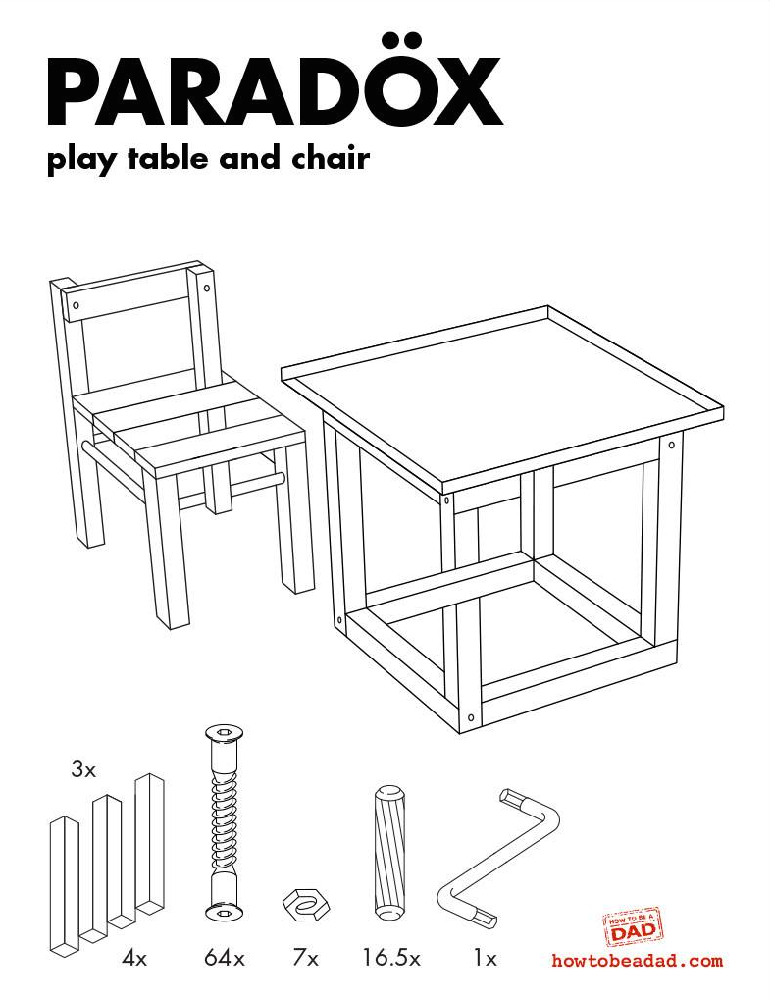 PARADÖX
play table and chair
3x
4x
64x
7x
16.5x
1x
HOW TO BE A
DAD
howtobeadad.com